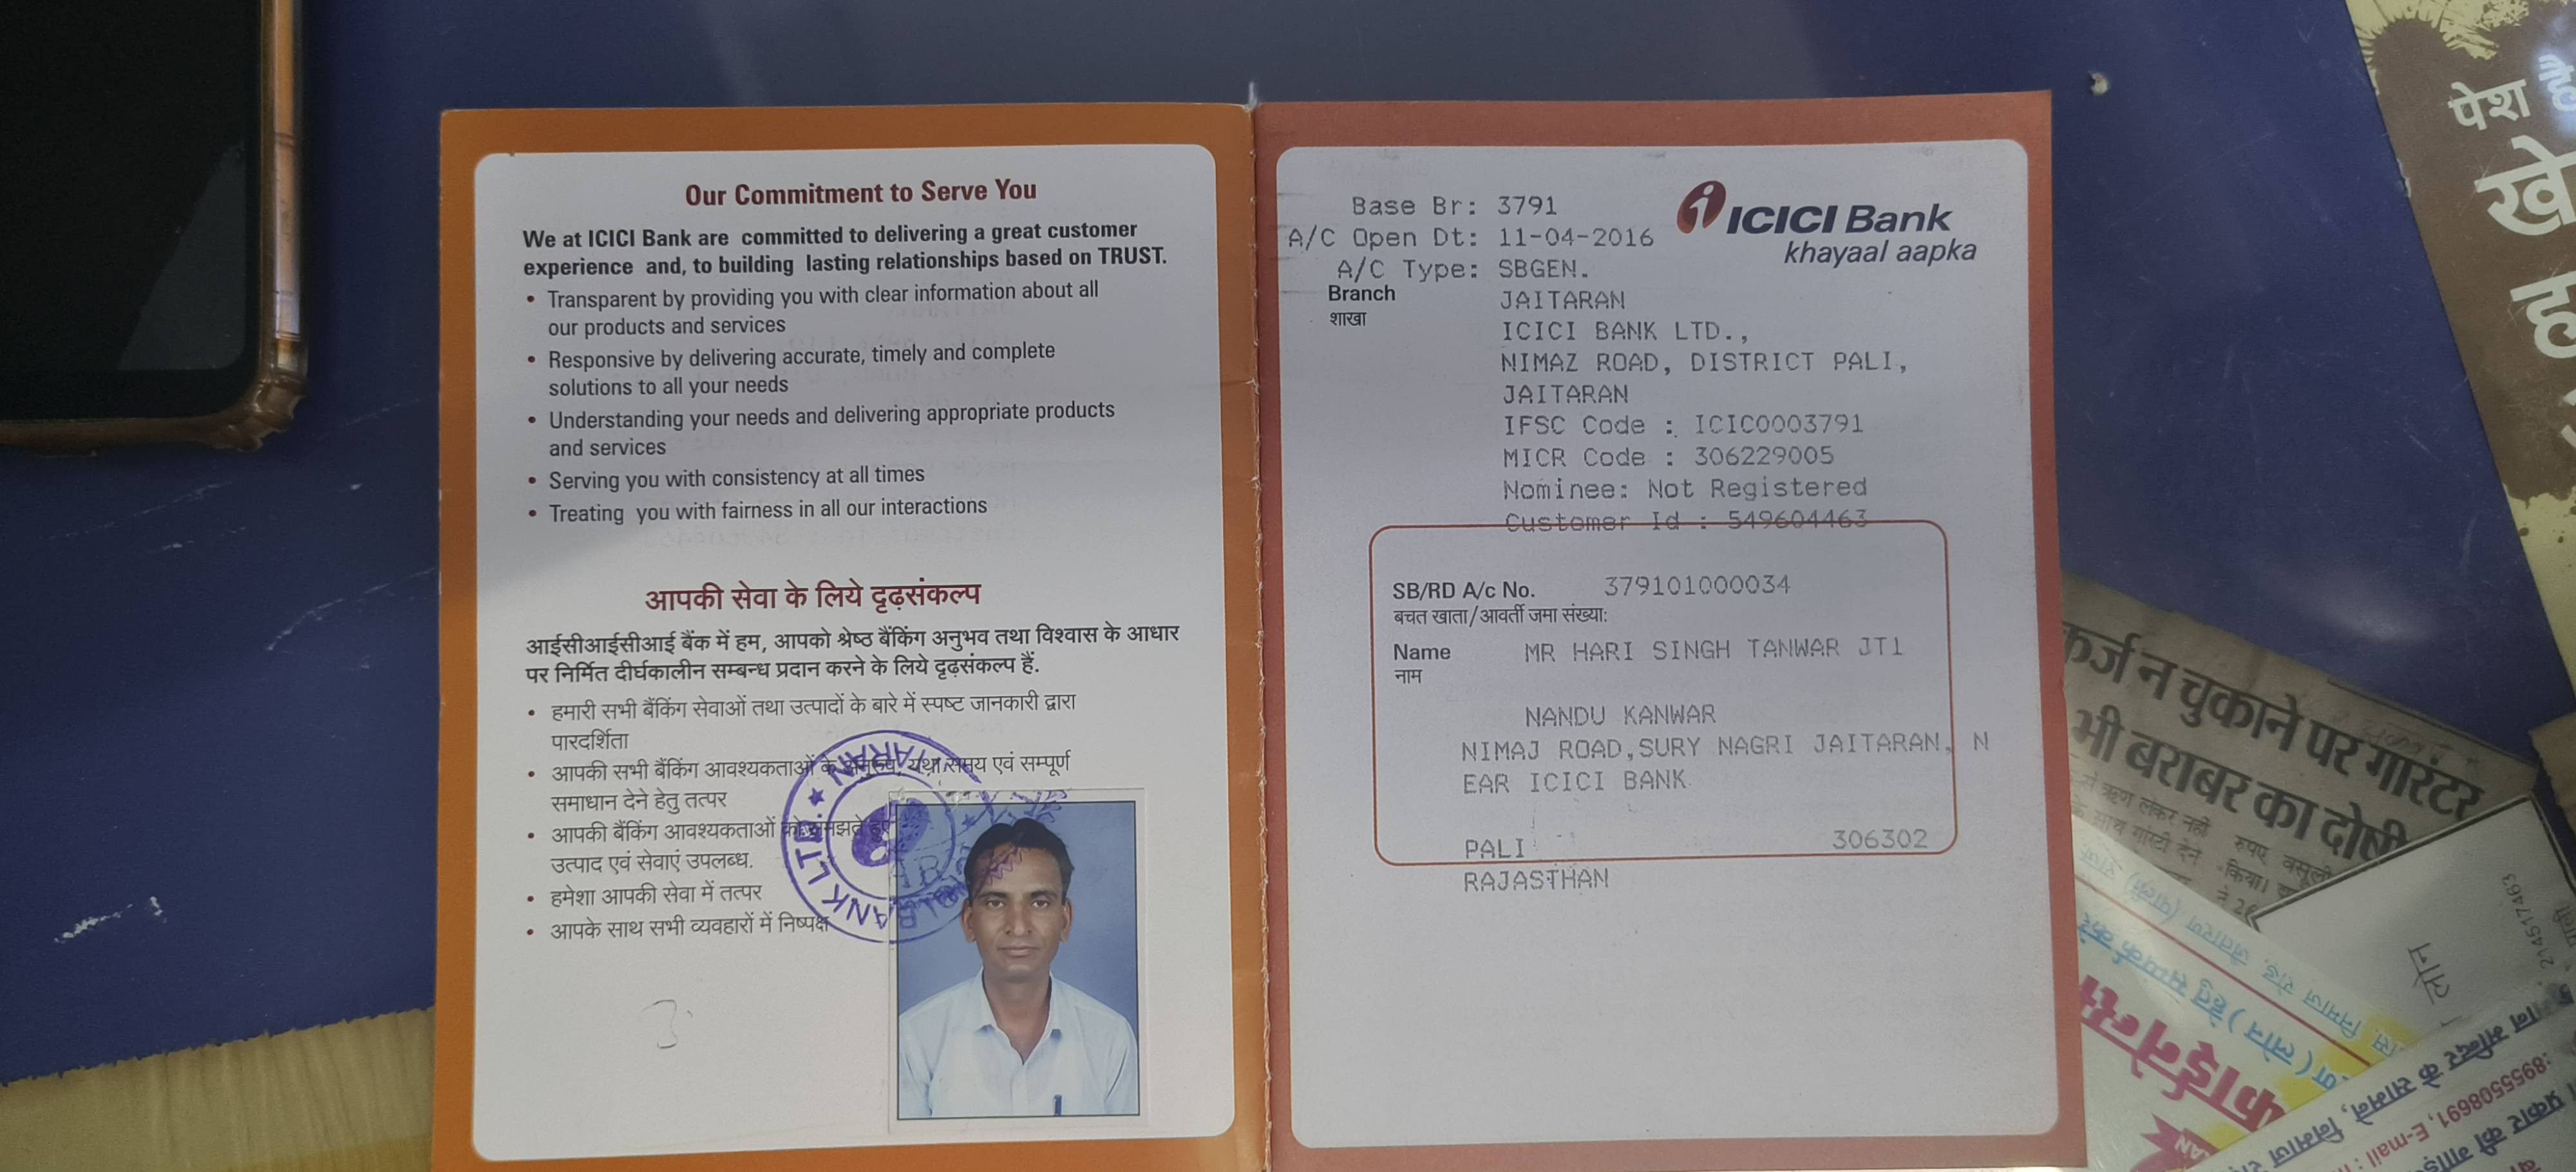 Our Commitment to Serve You
We at ICICI Bank are committed to delivering a great customer
experience and, to building lasting relationships based on TRUST.
• Transparent by providing you with clear information about all
our products and services
• Responsive by delivering accurate, timely and complete
solutions to all your needs
• Understanding your needs and delivering appropriate products
and services
• Serving you with consistency at all times
• Treating you with fairness in all our interactions
आपकी सेवा के लिये दृढ़संकल्प
आईसीआईसीआई बैंक में हम, आपको श्रेष्ठ बैंकिंग अनुभव तथा विश्वास के आधार
पर निर्मित दीर्घकालीन सम्बन्ध प्रदान करने के लिये दृढ़संकल्प हैं.
• हमारी सभी बैंकिंग सेवाओं तथा उत्पादों के बारे में स्पष्ट जानकारी द्वारा
पारदर्शिता
• आपकी सभी बैंकिंग आवश्यकताओं के अनुरुप, यथा समय एवं सम्पूर्ण
समाधान देने हेतु तत्पर
• आपकी बैंकिंग आवश्यकताओं को समझते हुए
उत्पाद एवं सेवाएं उपलब्ध.
• हमेशा आपकी सेवा में तत्पर
• आपके साथ सभी व्यवहारों में निष्पक्ष
BANK LTD. ★ JAITARAN
Base Br: 3791
A/C Open Dt: 11-04-2016
A/C Type: SBGEN.
ICICI Bank
khayaal aapka
Branch JAITARAN
शाखा
ICICI BANK LTD.,
NIMAZ ROAD, DISTRICT PALI,
JAITARAN
IFSC Code : ICIC0003791
MICR Code : 306229005
Nominee: Not Registered
Customer Id : 549604463
SB/RD A/c No. 379101000034
बचत खाता/आवर्ती जमा संख्या:
Name MR HARI SINGH TANWAR JT1
नाम
NANDU KANWAR
NIMAJ ROAD,SURY NAGRI JAITARAN, N
EAR ICICI BANK
PALI 306302
RAJASTHAN
पेश
कर्ज न चुकाने पर गारंटर
भी बराबर का दोषी
लोन
फाईनेन्स
:8955508691, E-mail :